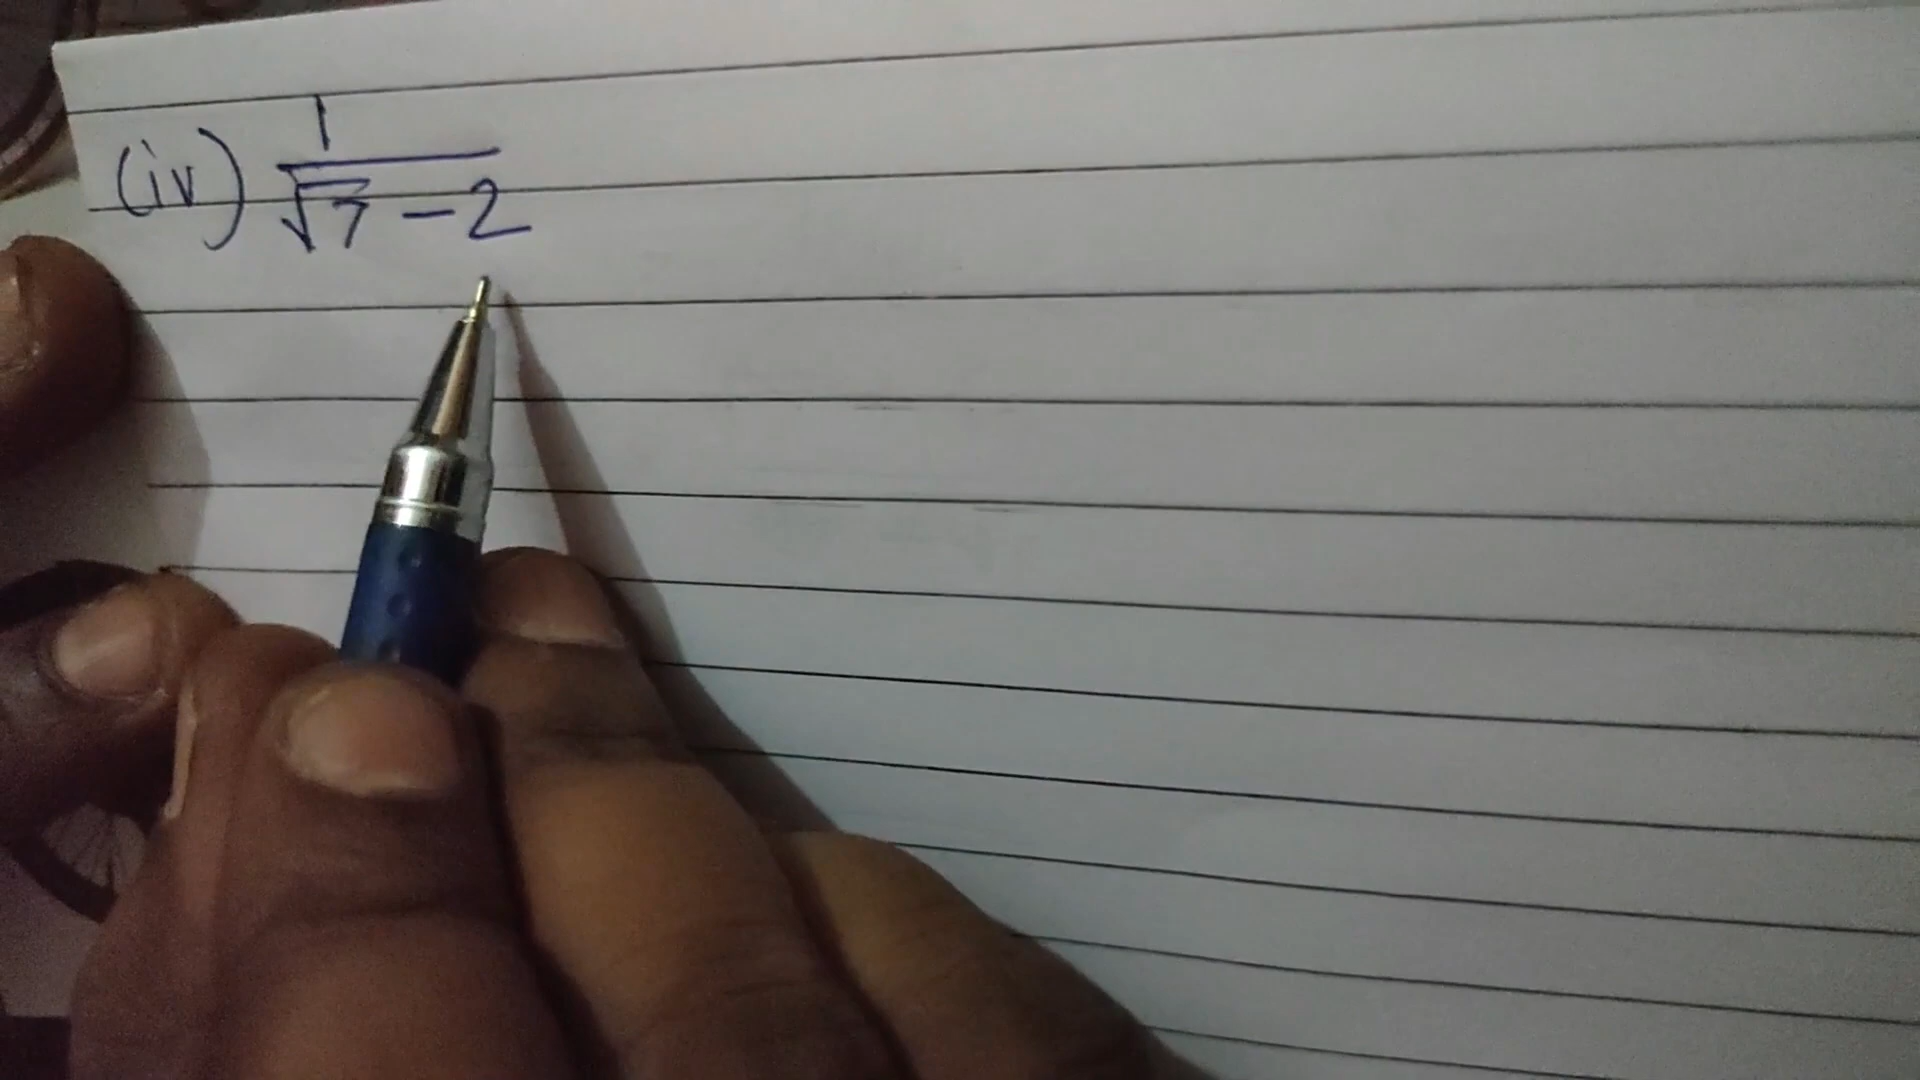 (iv) 1/(√7 - 2)